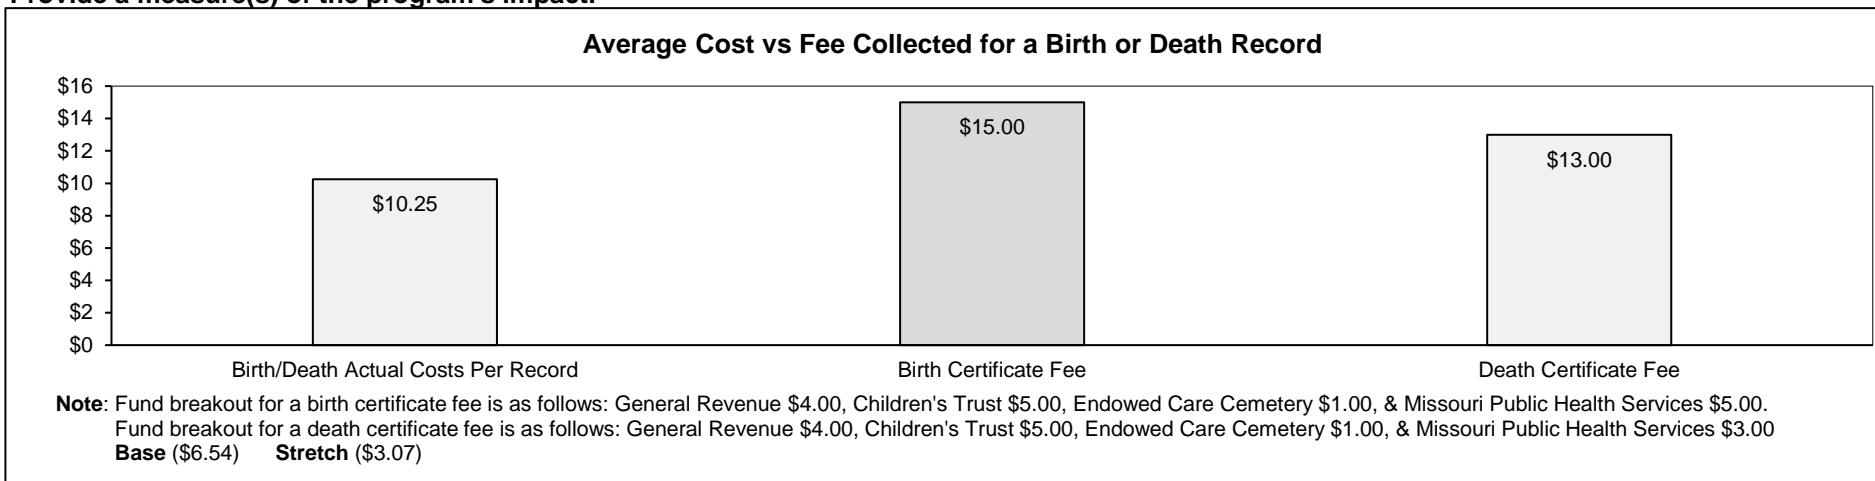 Provide a measure(s) of the program's impact.
Average Cost vs Fee Collected for a Birth or Death Record
$16
$14
$12
$10
$8
$6
$4
$2
$0
$10.25
$15.00
$13.00
Birth/Death Actual Costs Per Record
Birth Certificate Fee
Death Certificate Fee
Note: Fund breakout for a birth certificate fee is as follows: General Revenue $4.00, Children's Trust $5.00, Endowed Care Cemetery $1.00, & Missouri Public Health Services $5.00.
Fund breakout for a death certificate fee is as follows: General Revenue $4.00, Children's Trust $5.00, Endowed Care Cemetery $1.00, & Missouri Public Health Services $3.00
Base ($6.54) Stretch ($3.07)